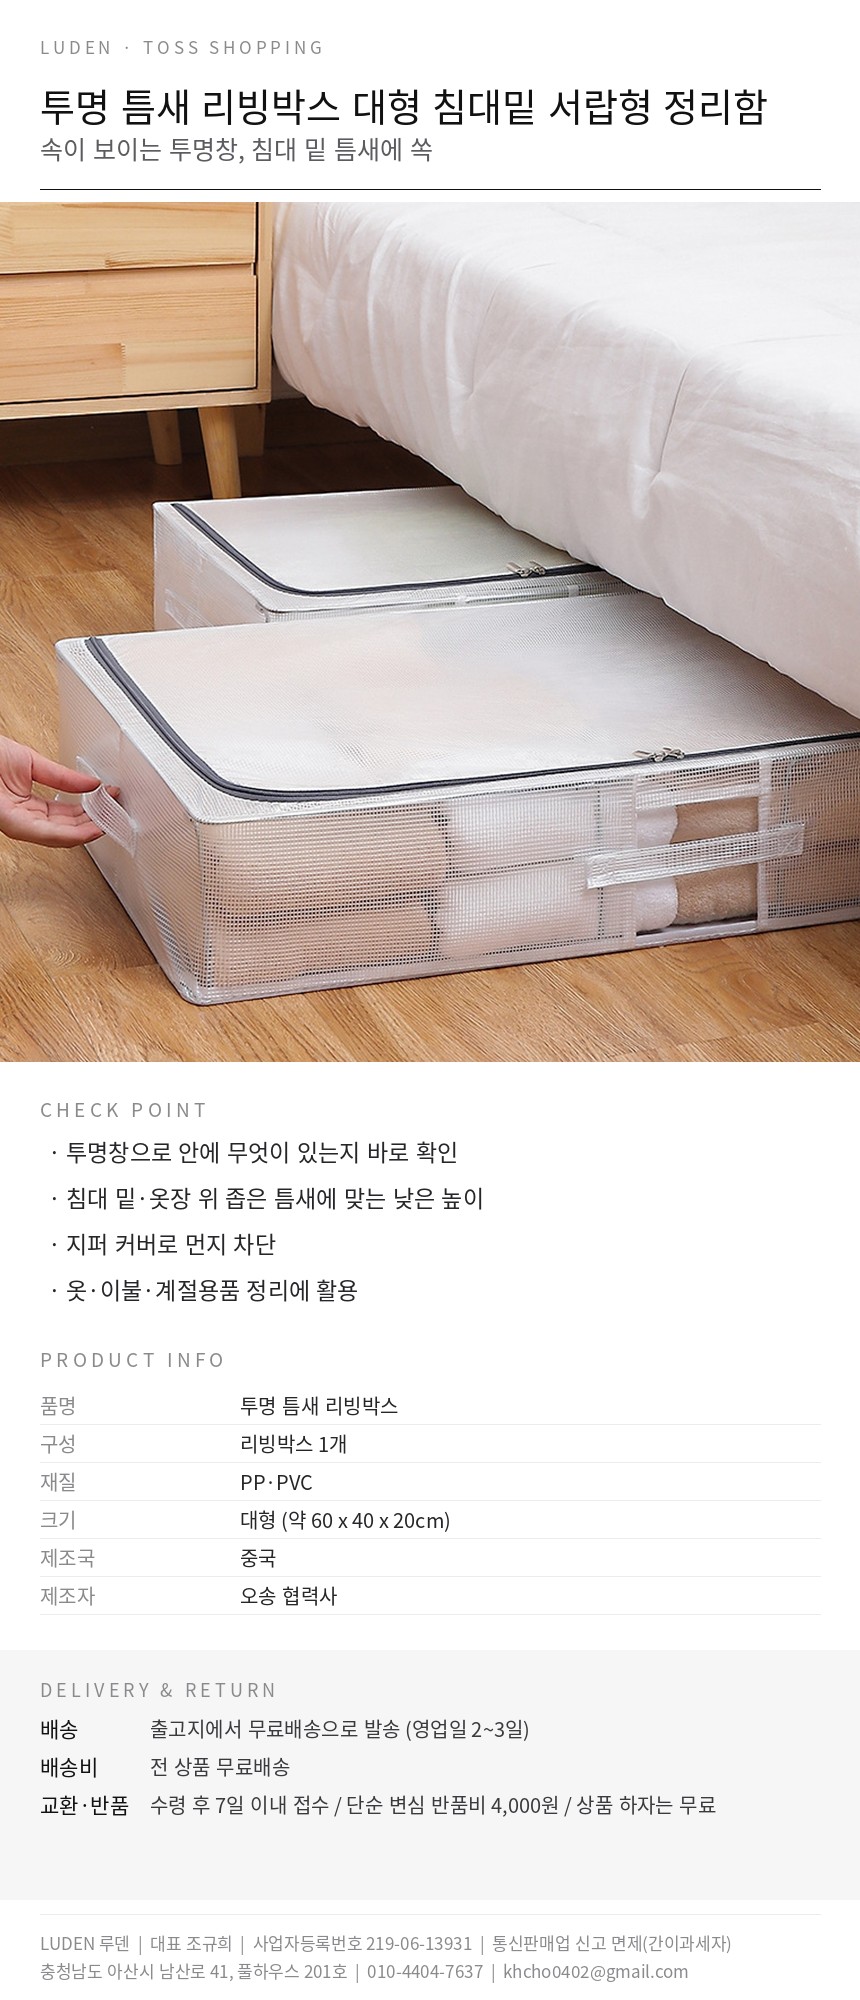 LUDEN · TOSS SHOPPING
투명 틈새 리빙박스 대형 침대밑 서랍형 정리함
속이 보이는 투명창, 침대 밑 틈새에 쏙
CHECK POINT
· 투명창으로 안에 무엇이 있는지 바로 확인
· 침대 밑·옷장 위 좁은 틈새에 맞는 낮은 높이
· 지퍼 커버로 먼지 차단
· 옷·이불·계절용품 정리에 활용
PRODUCT INFO
품명 투명 틈새 리빙박스
구성 리빙박스 1개
재질 PP·PVC
크기 대형 (약 60 x 40 x 20cm)
제조국 중국
제조자 오송 협력사
DELIVERY & RETURN
배송 출고지에서 무료배송으로 발송 (영업일 2~3일)
배송비 전 상품 무료배송
교환·반품 수령 후 7일 이내 접수 / 단순 변심 반품비 4,000원 / 상품 하자는 무료
LUDEN 루덴 | 대표 조규희 | 사업자등록번호 219-06-13931 | 통신판매업 신고 면제(간이과세자)
충청남도 아산시 남산로 41, 풀하우스 201호 | 010-4404-7637 | khcho0402@gmail.com